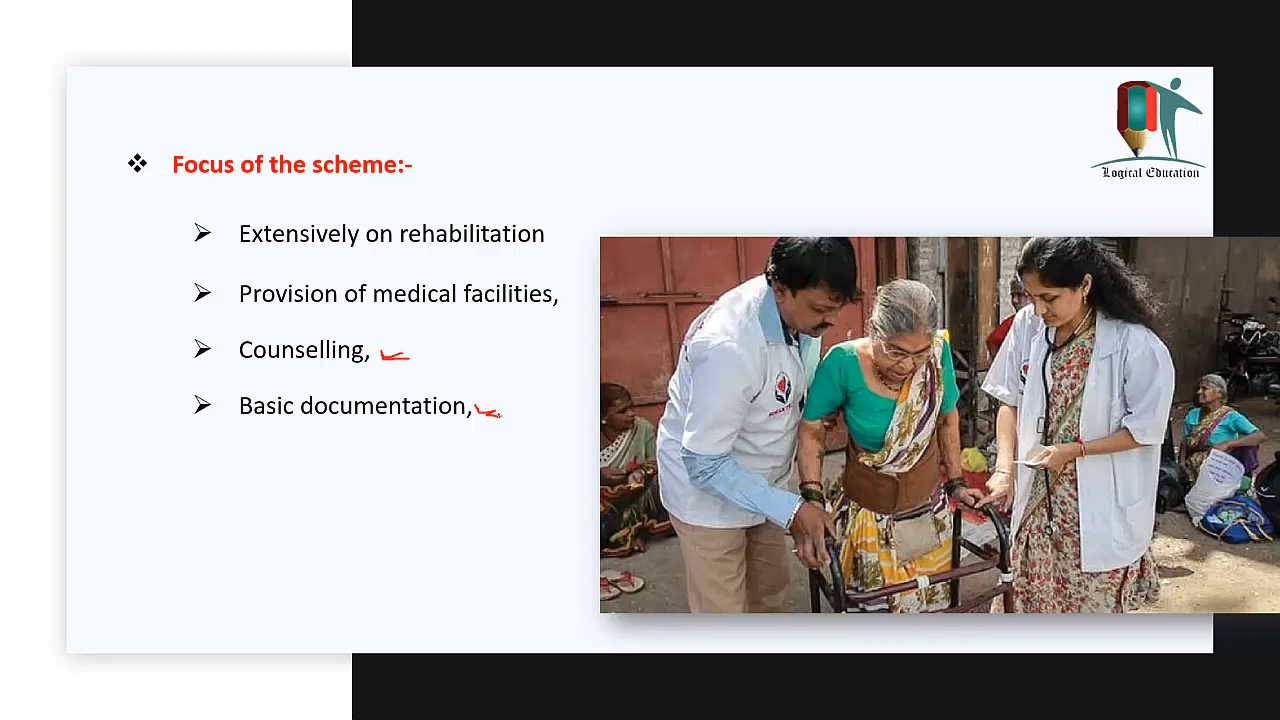 Focus of the scheme:-
Extensively on rehabilitation
Provision of medical facilities,
Counselling,
Basic documentation,
Logical Education